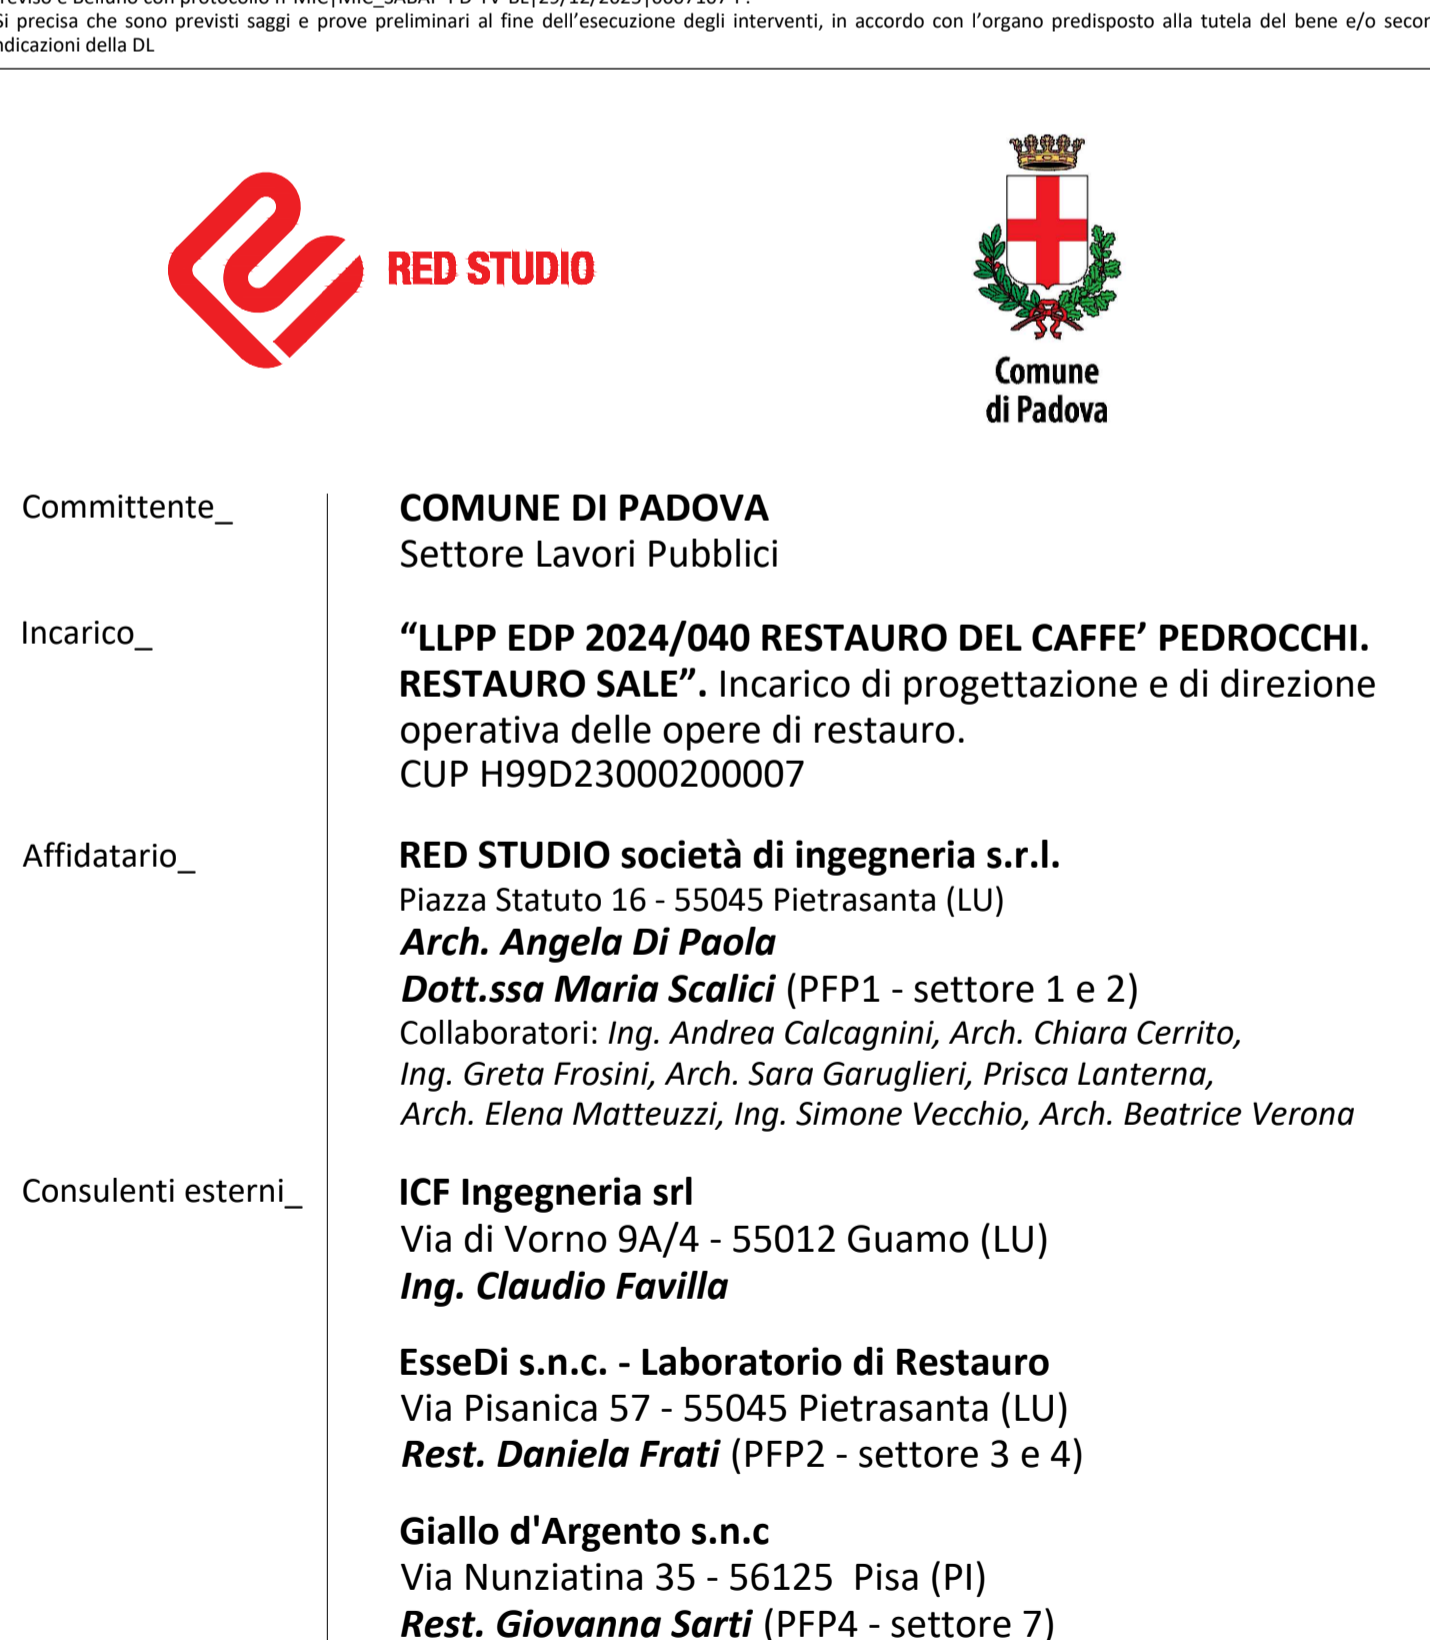 Si precisa che sono previsti saggi e prove preliminari al fine dell'esecuzione degli interventi, in accordo con l'organo predisposto alla tutela del bene e/o
della DL
RED STUDIO
Comune
di Padova
Committente_
COMUNE DI PADOVA
Settore Lavori Pubblici
Incarico_
“LLPP EDP 2024/040 RESTAURO DEL CAFFE’ PEDROCCHI.
RESTAURO SALE”. Incarico di progettazione e di direzione
operativa delle opere di restauro.
CUP H99D23000200007
Affidatario_
RED STUDIO società di ingegneria s.r.l.
Piazza Statuto 16 - 55045 Pietrasanta (LU)
Arch. Angela Di Paola
Dott.ssa Maria Scalici (PFP1 - settore 1 e 2)
Collaboratori: Ing. Andrea Calcagnini, Arch. Chiara Cerrito,
Ing. Greta Frosini, Arch. Sara Garuglieri, Prisca Lanterna,
Arch. Elena Matteuzzi, Ing. Simone Vecchio, Arch. Beatrice Verona
Consulenti esterni_
ICF Ingegneria srl
Via di Vorno 9A/4 - 55012 Guamo (LU)
Ing. Claudio Favilla
EsseDi s.n.c. - Laboratorio di Restauro
Via Pisanica 57 - 55045 Pietrasanta (LU)
Rest. Daniela Frati (PFP2 - settore 3 e 4)
Giallo d'Argento s.n.c
Via Nunziatina 35 - 56125 Pisa (PI)
Rest. Giovanna Sarti (PFP4 - settore 7)